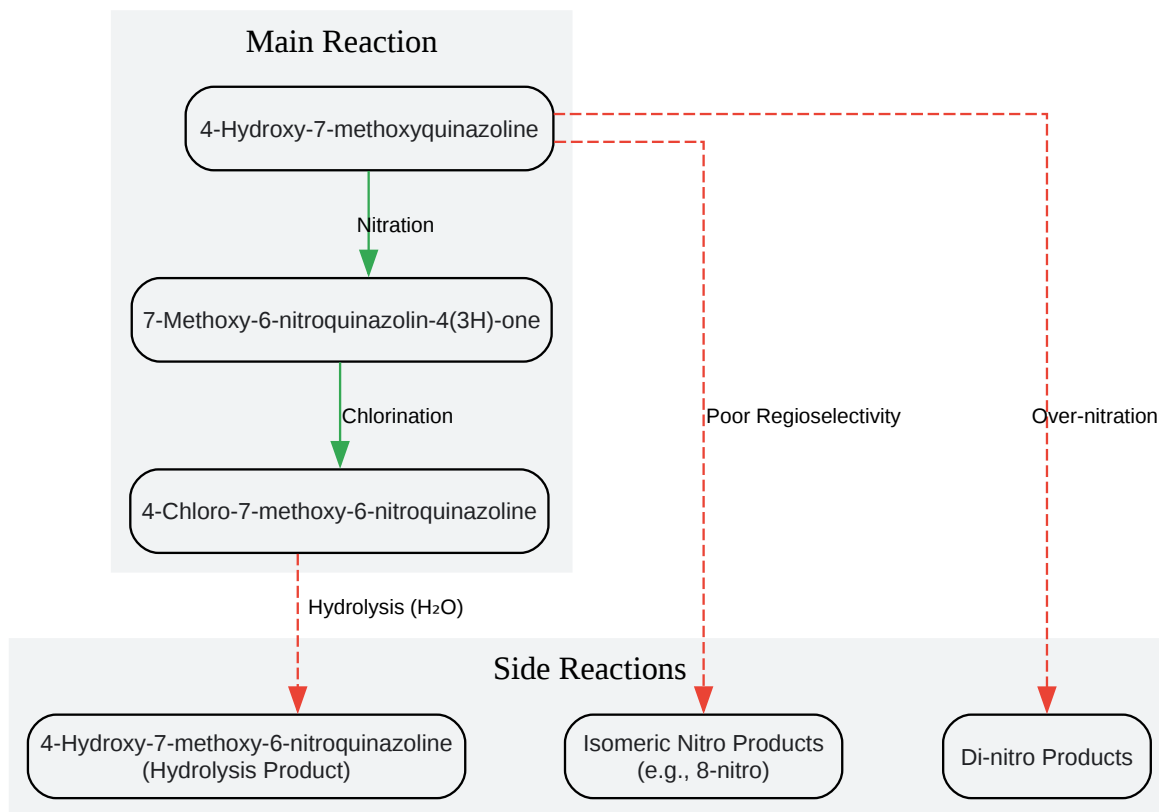 Main Reaction
4-Hydroxy-7-methoxyquinazoline
Nitration
7-Methoxy-6-nitroquinazolin-4(3H)-one
Chlorination
Poor Regioselectivity
Over-nitration
4-Chloro-7-methoxy-6-nitroquinazoline
Hydrolysis (H₂O)
Side Reactions
4-Hydroxy-7-methoxy-6-nitroquinazoline
(Hydrolysis Product)
Isomeric Nitro Products
(e.g., 8-nitro)
Di-nitro Products